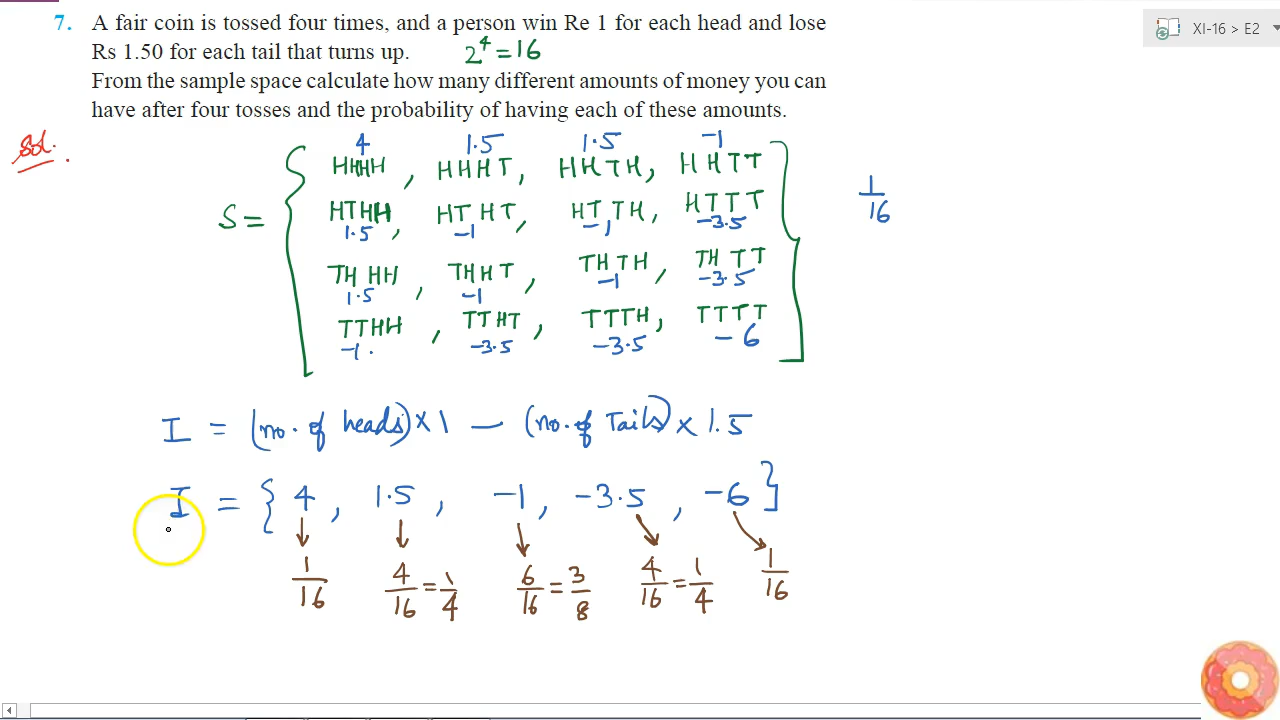 7. A fair coin is tossed four times, and a person win Re 1 for each head and lose
Rs 1.50 for each tail that turns up. 2⁴=16
From the sample space calculate how many different amounts of money you can
have after four tosses and the probability of having each of these amounts.
XI-16 > E2
Sol.
4 1.5 1.5 -1
HHHH, HHHT, HHTH, HHTT
S= { HTHH, HTHT, HTTH, HTTT } 1/16
1.5 -1 -1 -3.5
THHH, THHT, THTH, THTT
1.5 -1 -1 -3.5
TTHH, TTHT, TTTH, TTTT
-1. -3.5 -3.5 -6
I = (no. of heads)×1 — (no. of Tails)×1.5
I = {4, 1.5, -1, -3.5, -6}
1/16 4/16=1/4 6/16=3/8 4/16=1/4 1/16